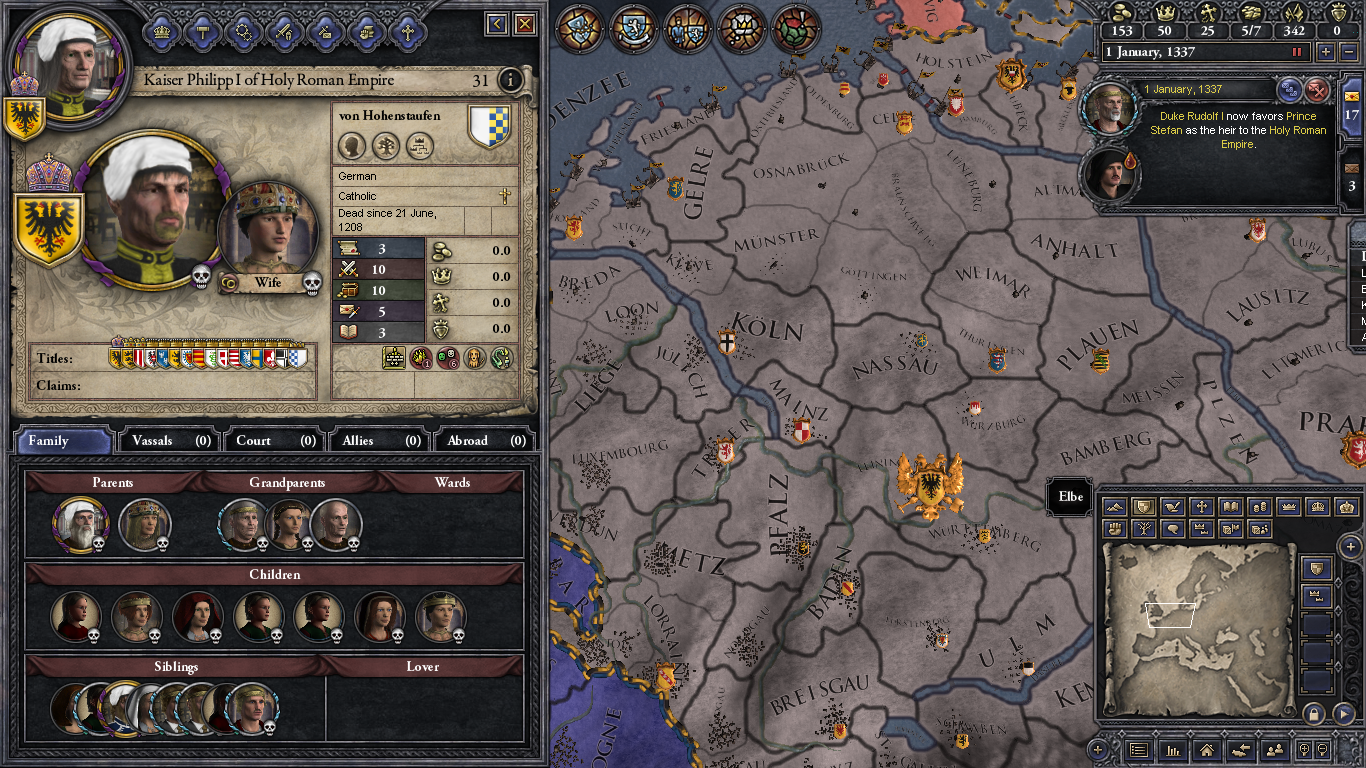 Kaiser Philipp I of Holy Roman Empire
31
von Hohenstaufen
German
Catholic
Dead since 21 June,
1208
Wife
3
10
10
5
3
0.0
0.0
0.0
0.0
Titles:
Claims:
Family
Vassals (0)
Court (0)
Allies (0)
Abroad (0)
Parents
Grandparents
Wards
Children
Siblings
Lover
153
50
25
5/7
342
0
1 January, 1337
1 January, 1337
Duke Rudolf I now favors Prince
Stefan as the heir to the Holy Roman
Empire.
17
3
HOLSTEIN
OLDENBURG
CELLE
LÜNEBURG
GELRE
OSNABRÜCK
MÜNSTER
ANHALT
GÖTTINGEN
WEIMAR
LAUSITZ
BREDA
KLEVE
LOON
KÖLN
JÜLICH
LIEGE
NASSAU
THÜRINGEN
PLAUEN
MEISSEN
PLZEN
MAINZ
WÜRZBURG
BAMBERG
LUXEMBOURG
TRIER
PFALZ
METZ
WÜRTTEMBERG
BADEN
FÜRSTENBERG
ULM
BREISGAU
Elbe